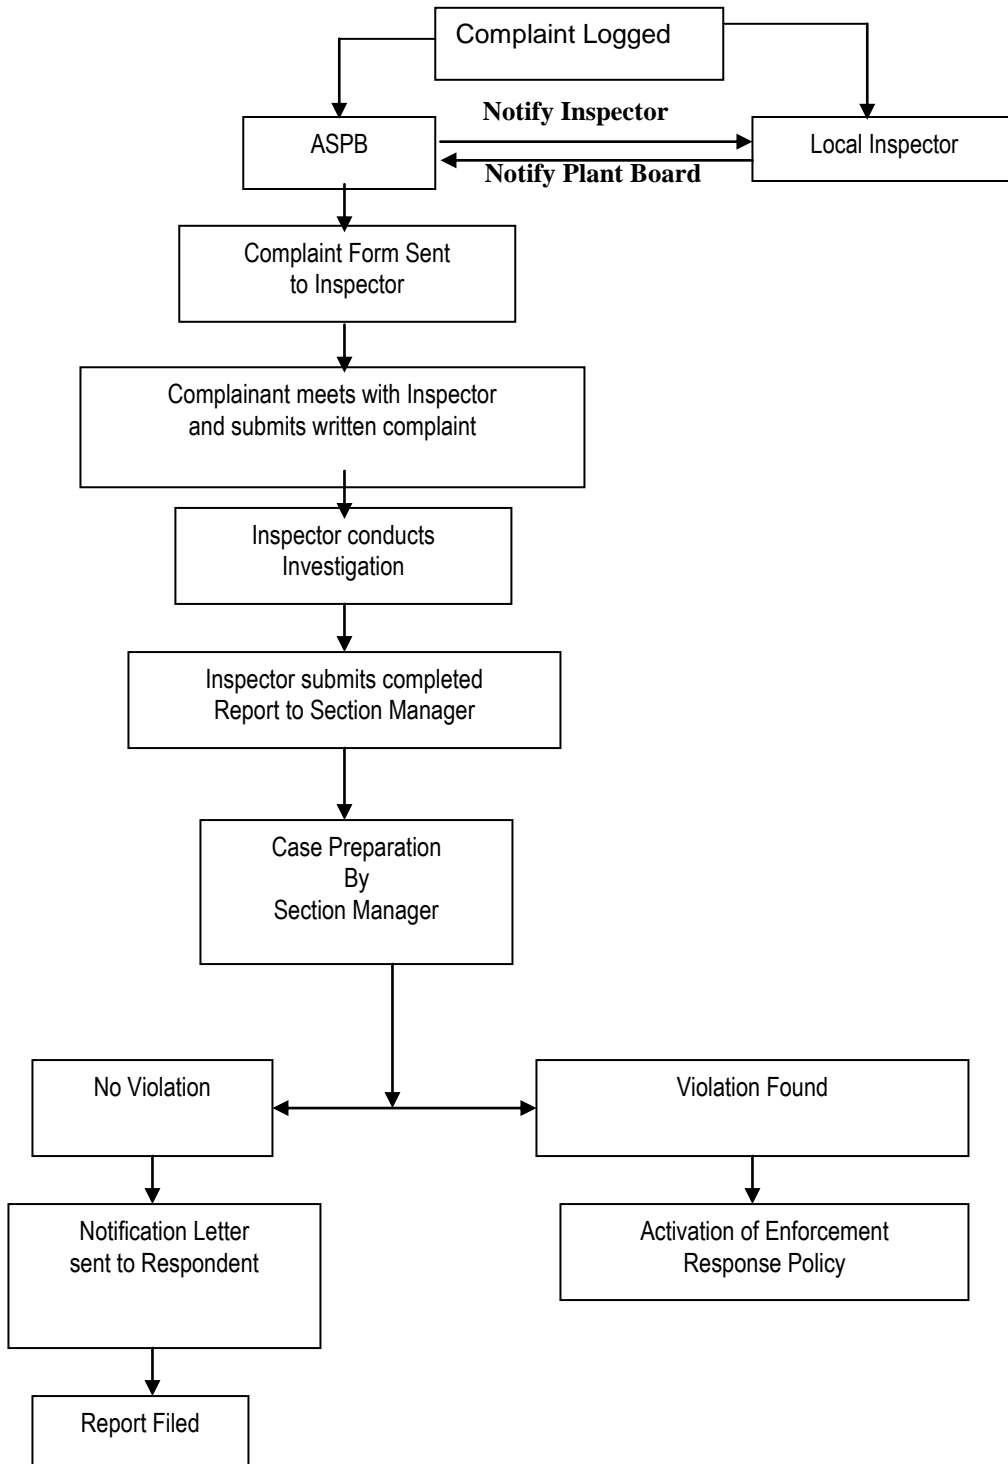 Complaint Logged
Notify Inspector
ASPB
Local Inspector
Notify Plant Board
Complaint Form Sent
to Inspector
Complainant meets with Inspector
and submits written complaint
Inspector conducts
Investigation
Inspector submits completed
Report to Section Manager
Case Preparation
By
Section Manager
No Violation
Violation Found
Notification Letter
sent to Respondent
Activation of Enforcement
Response Policy
Report Filed